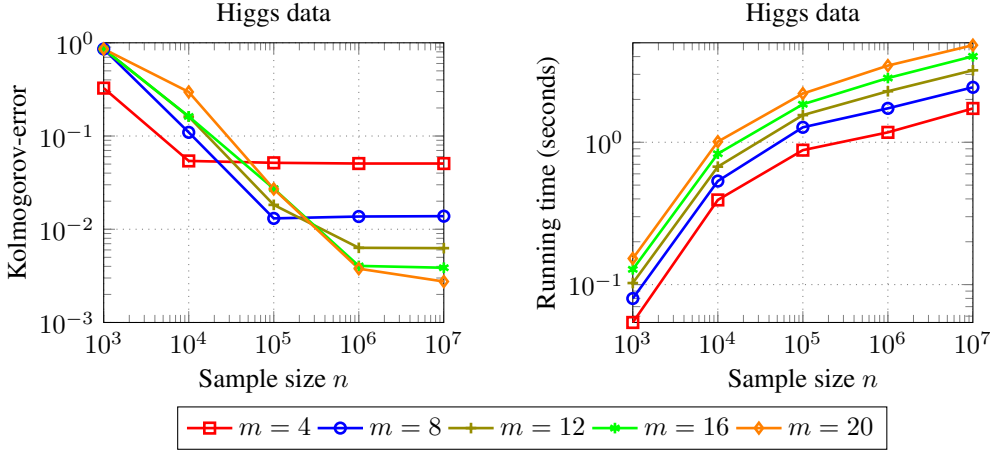 Higgs data
Kolmogorov-error
10^0
10^{-1}
10^{-2}
10^{-3}
10^3 10^4 10^5 10^6 10^7
Sample size n
Higgs data
Running time (seconds)
10^0
10^{-1}
10^3 10^4 10^5 10^6 10^7
Sample size n
m = 4 m = 8 m = 12 m = 16 m = 20